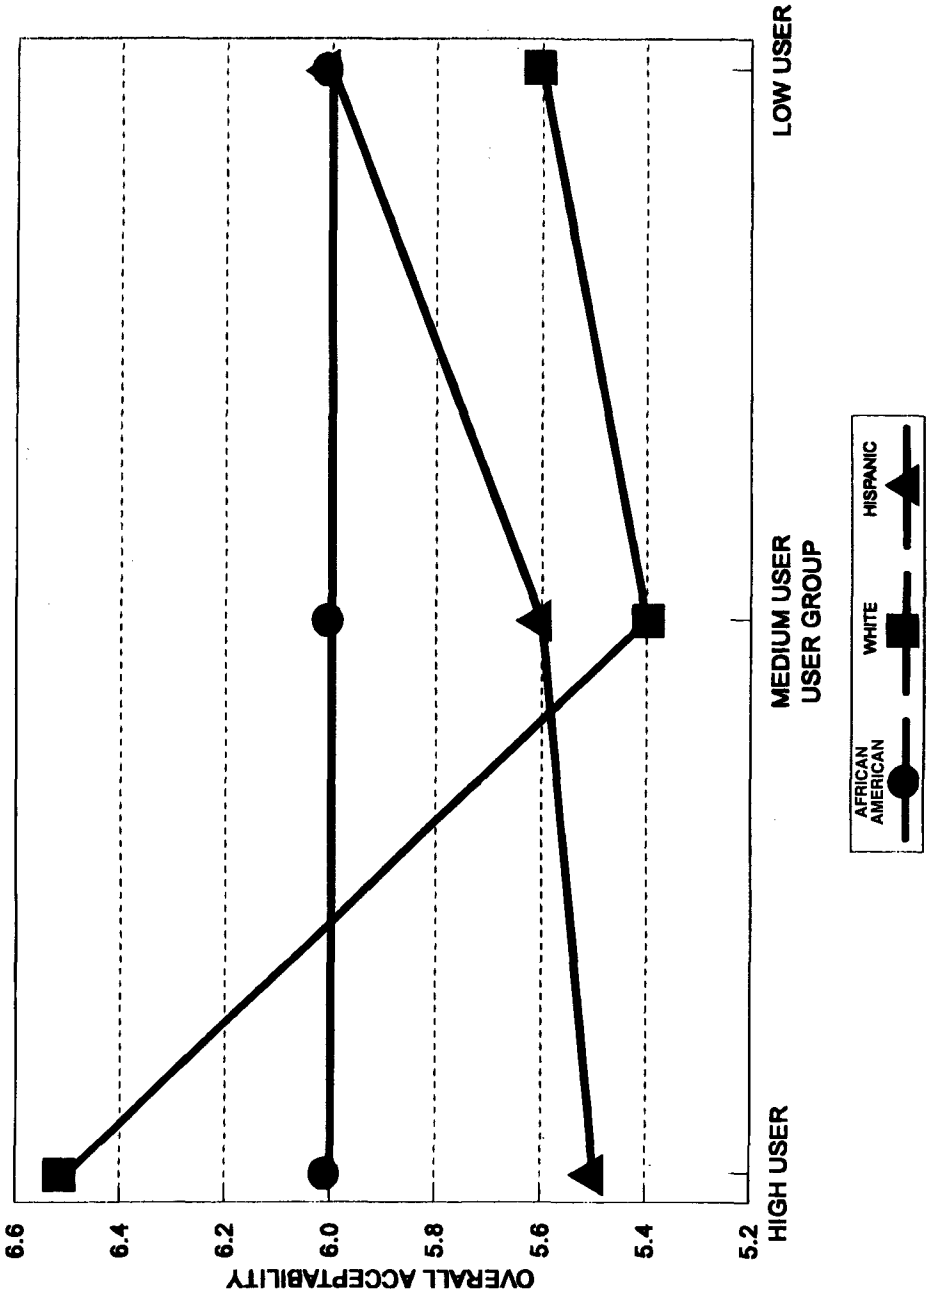 OVERALL ACCEPTABILITY
6.6
6.4
6.2
6.0
5.8
5.6
5.4
5.2
HIGH USER
MEDIUM USER
LOW USER
USER GROUP
AFRICAN
AMERICAN
WHITE
HISPANIC